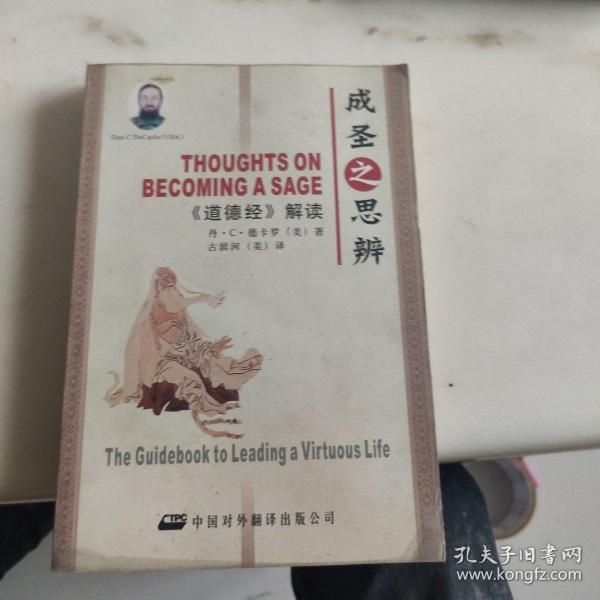 Dan C DeCarlo (USA)
THOUGHTS ON
BECOMING A SAGE
《道德经》解读
丹·C·德卡罗〔美〕著
古滨河（美）译
成圣之思辨
The Guidebook to Leading a Virtuous Life
CTPC 中国对外翻译出版公司
孔夫子旧书网
www.kongfz.com